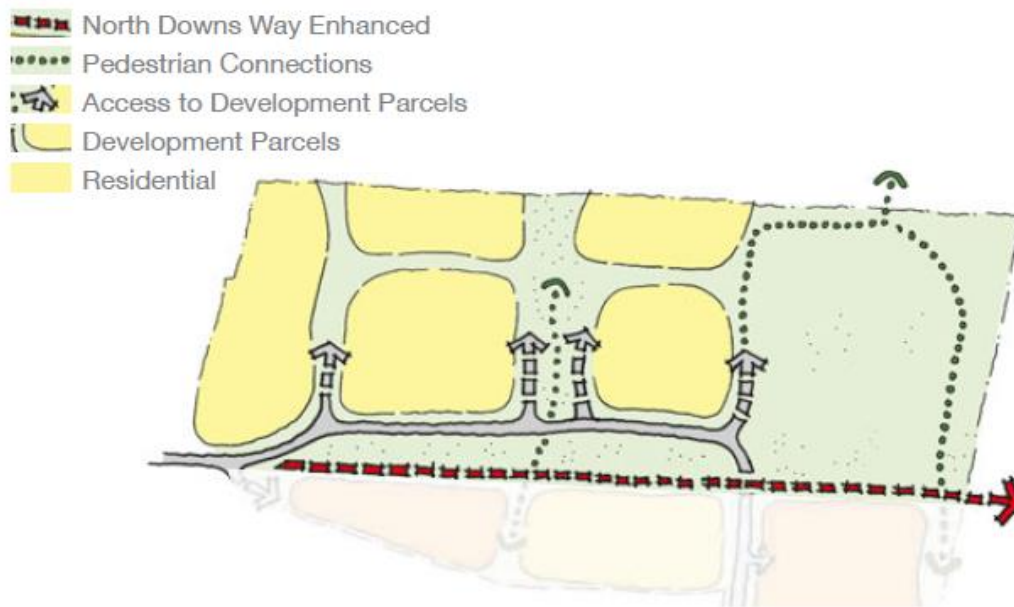 North Downs Way Enhanced
Pedestrian Connections
Access to Development Parcels
Development Parcels
Residential